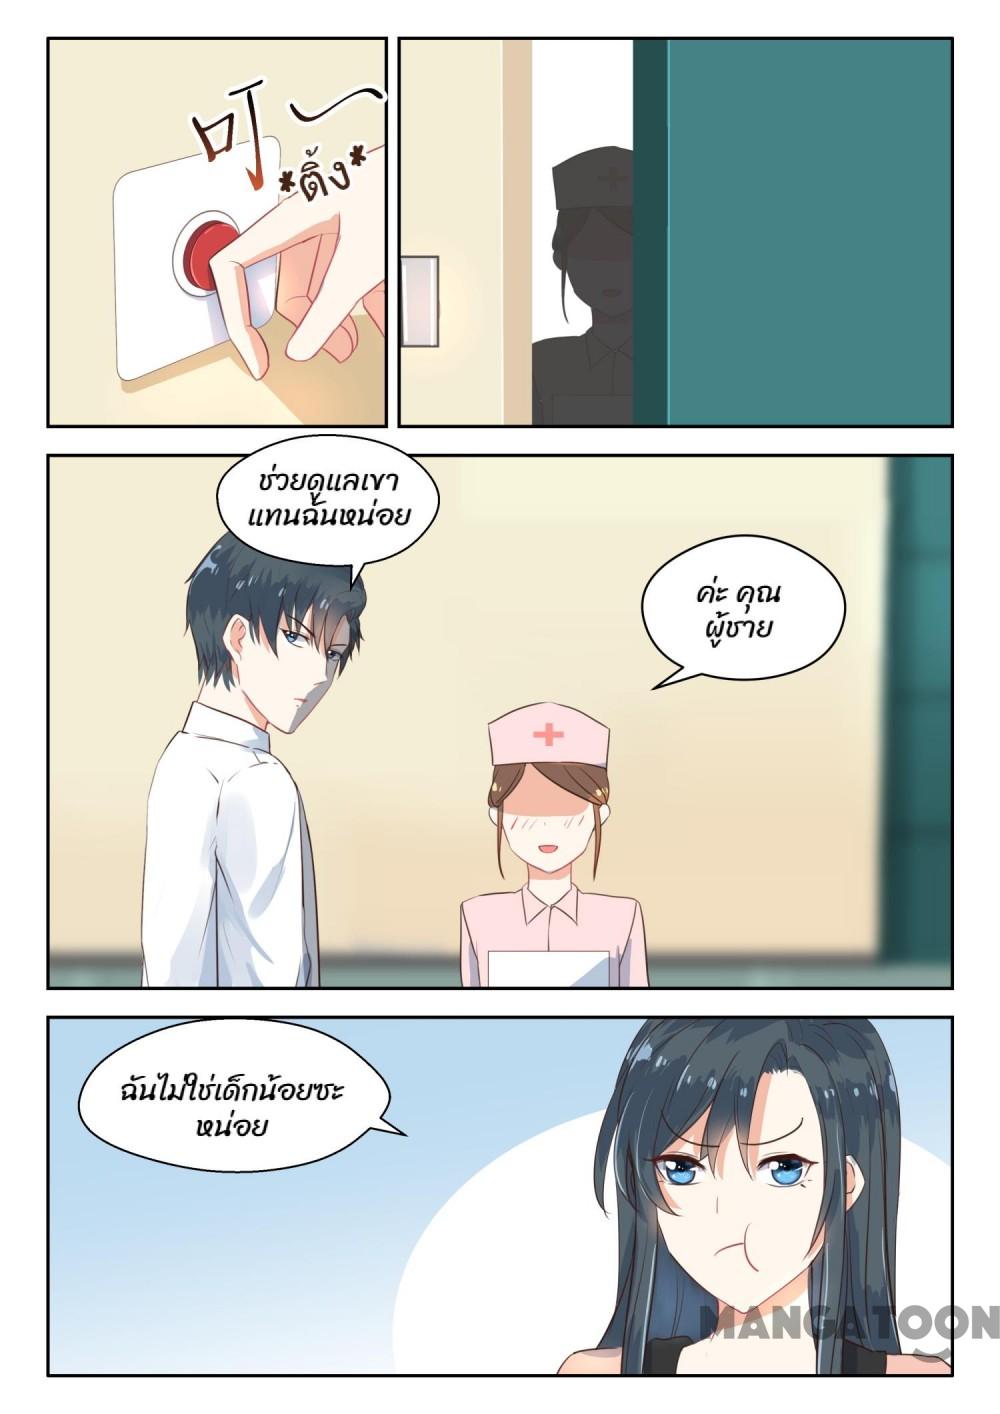 叮
*ติ้ง*
ช่วยดูแลเขา
แทนฉันหน่อย
ค่ะ คุณ
ผู้ชาย
ฉันไม่ใช่เด็กน้อยซะ
หน่อย
MANGATOON